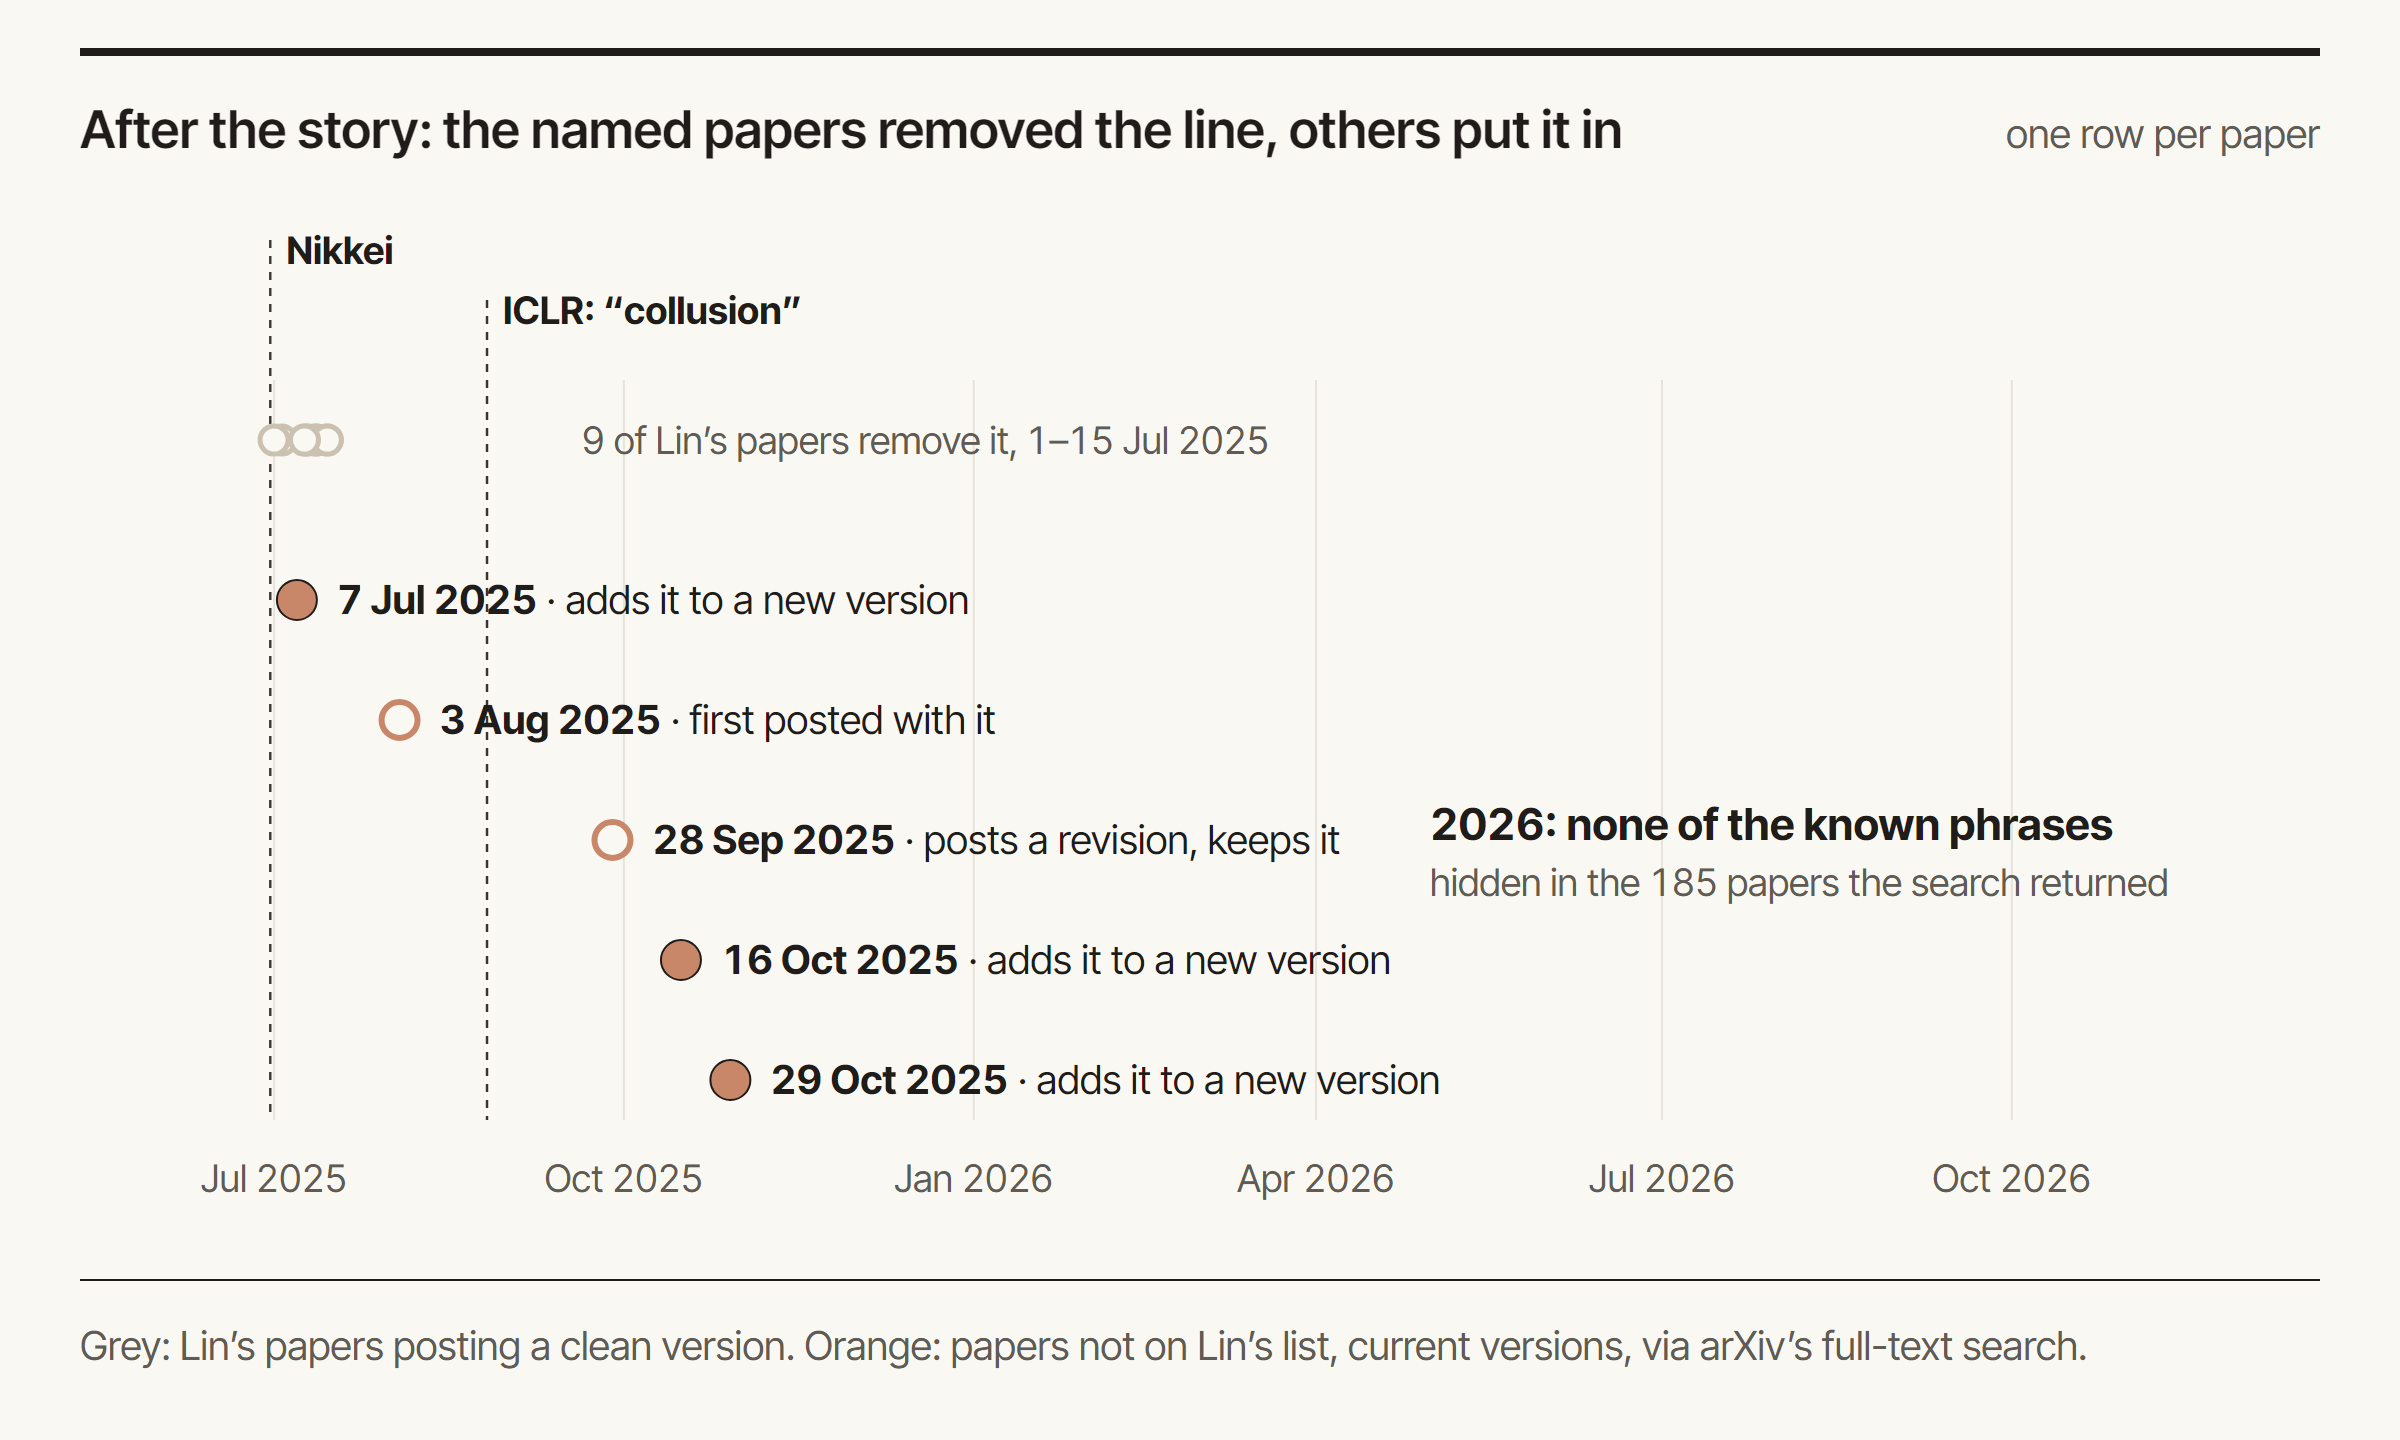 After the story: the named papers removed the line, others put it in
one row per paper
Nikkei
ICLR: “collusion”
9 of Lin’s papers remove it, 1–15 Jul 2025
7 Jul 2025 · adds it to a new version
3 Aug 2025 · first posted with it
28 Sep 2025 · posts a revision, keeps it
2026: none of the known phrases
hidden in the 185 papers the search returned
16 Oct 2025 · adds it to a new version
29 Oct 2025 · adds it to a new version
Jul 2025
Oct 2025
Jan 2026
Apr 2026
Jul 2026
Oct 2026
Grey: Lin’s papers posting a clean version. Orange: papers not on Lin’s list, current versions, via arXiv’s full-text search.